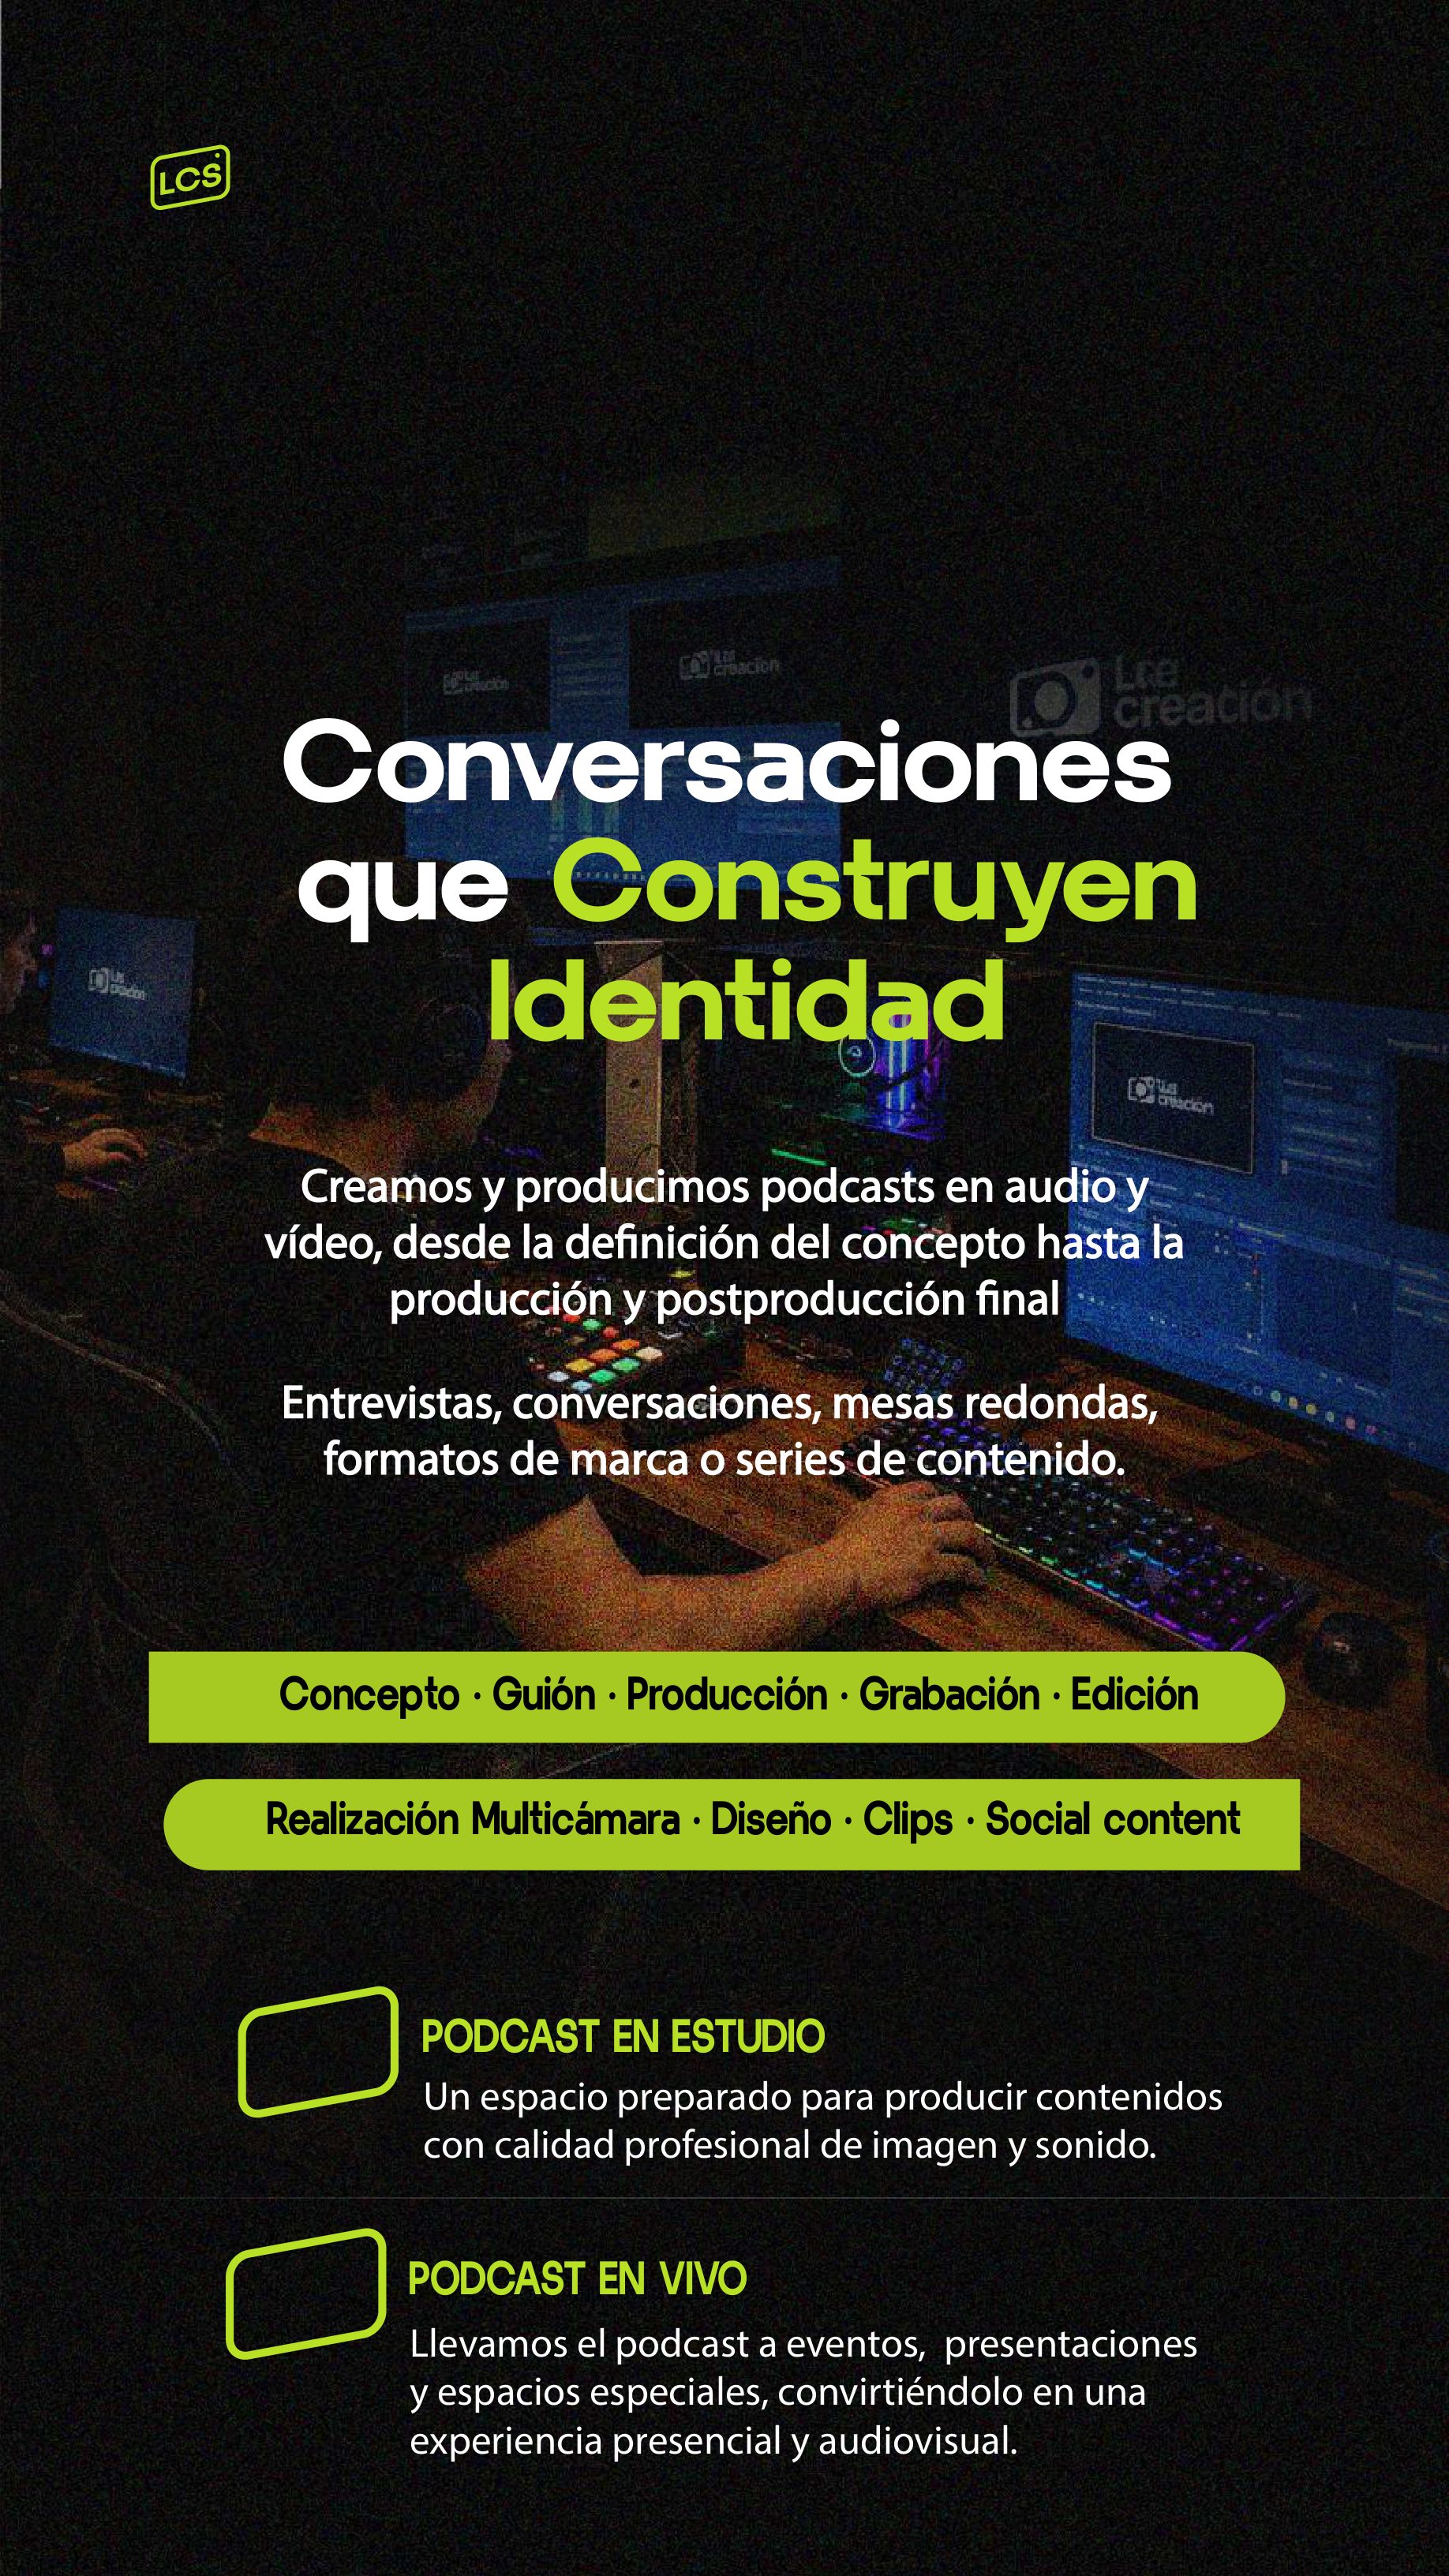 LCS
Lus
creación
Conversaciones
que Construyen
Identidad
Creamos y producimos podcasts en audio y
vídeo, desde la definición del concepto hasta la
producción y postproducción final
Entrevistas, conversaciones, mesas redondas,
formatos de marca o series de contenido.
Concepto · Guión · Producción · Grabación · Edición
Realización Multicámara · Diseño · Clips · Social content
PODCAST EN ESTUDIO
Un espacio preparado para producir contenidos
con calidad profesional de imagen y sonido.
PODCAST EN VIVO
Llevamos el podcast a eventos,  presentaciones
y espacios especiales, convirtiéndolo en una
experiencia presencial y audiovisual.